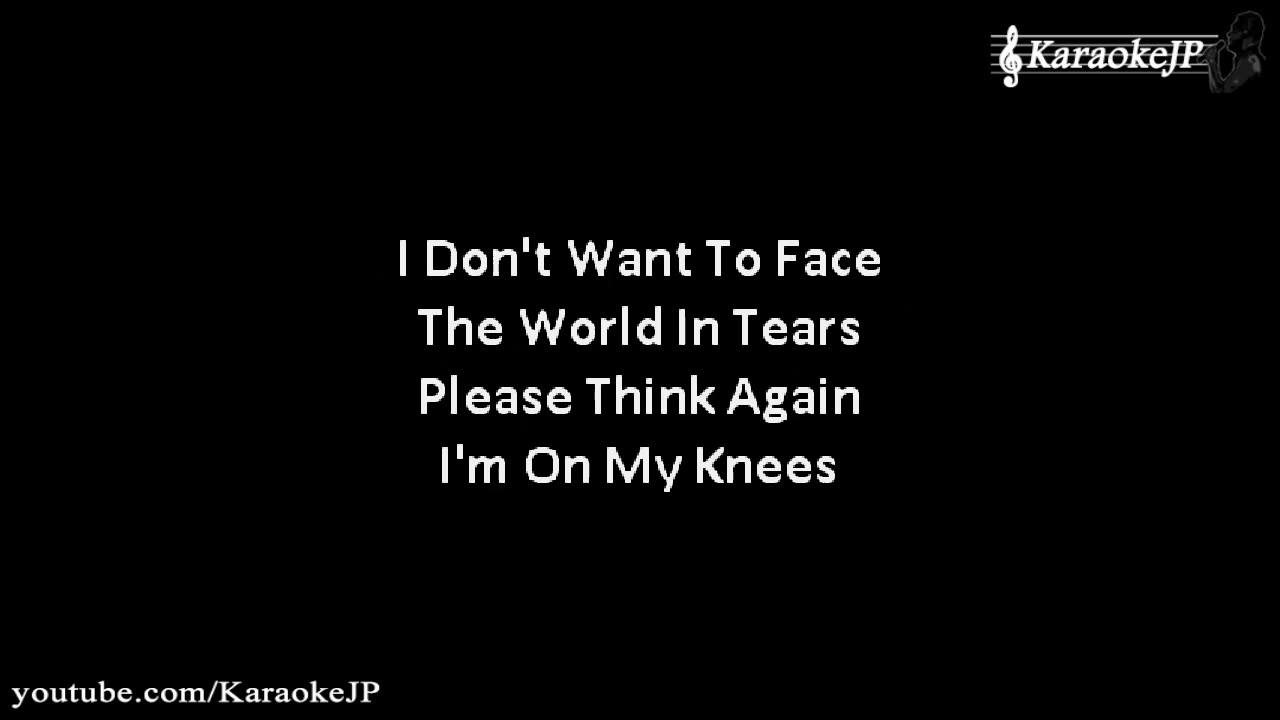 KaraokeJP
I Don't Want To Face
The World In Tears
Please Think Again
I'm On My Knees
youtube.com/KaraokeJP